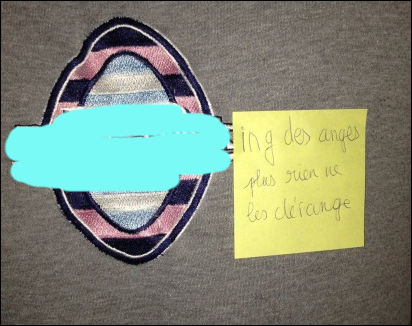 ing des anges
plus rien ne
les dérange